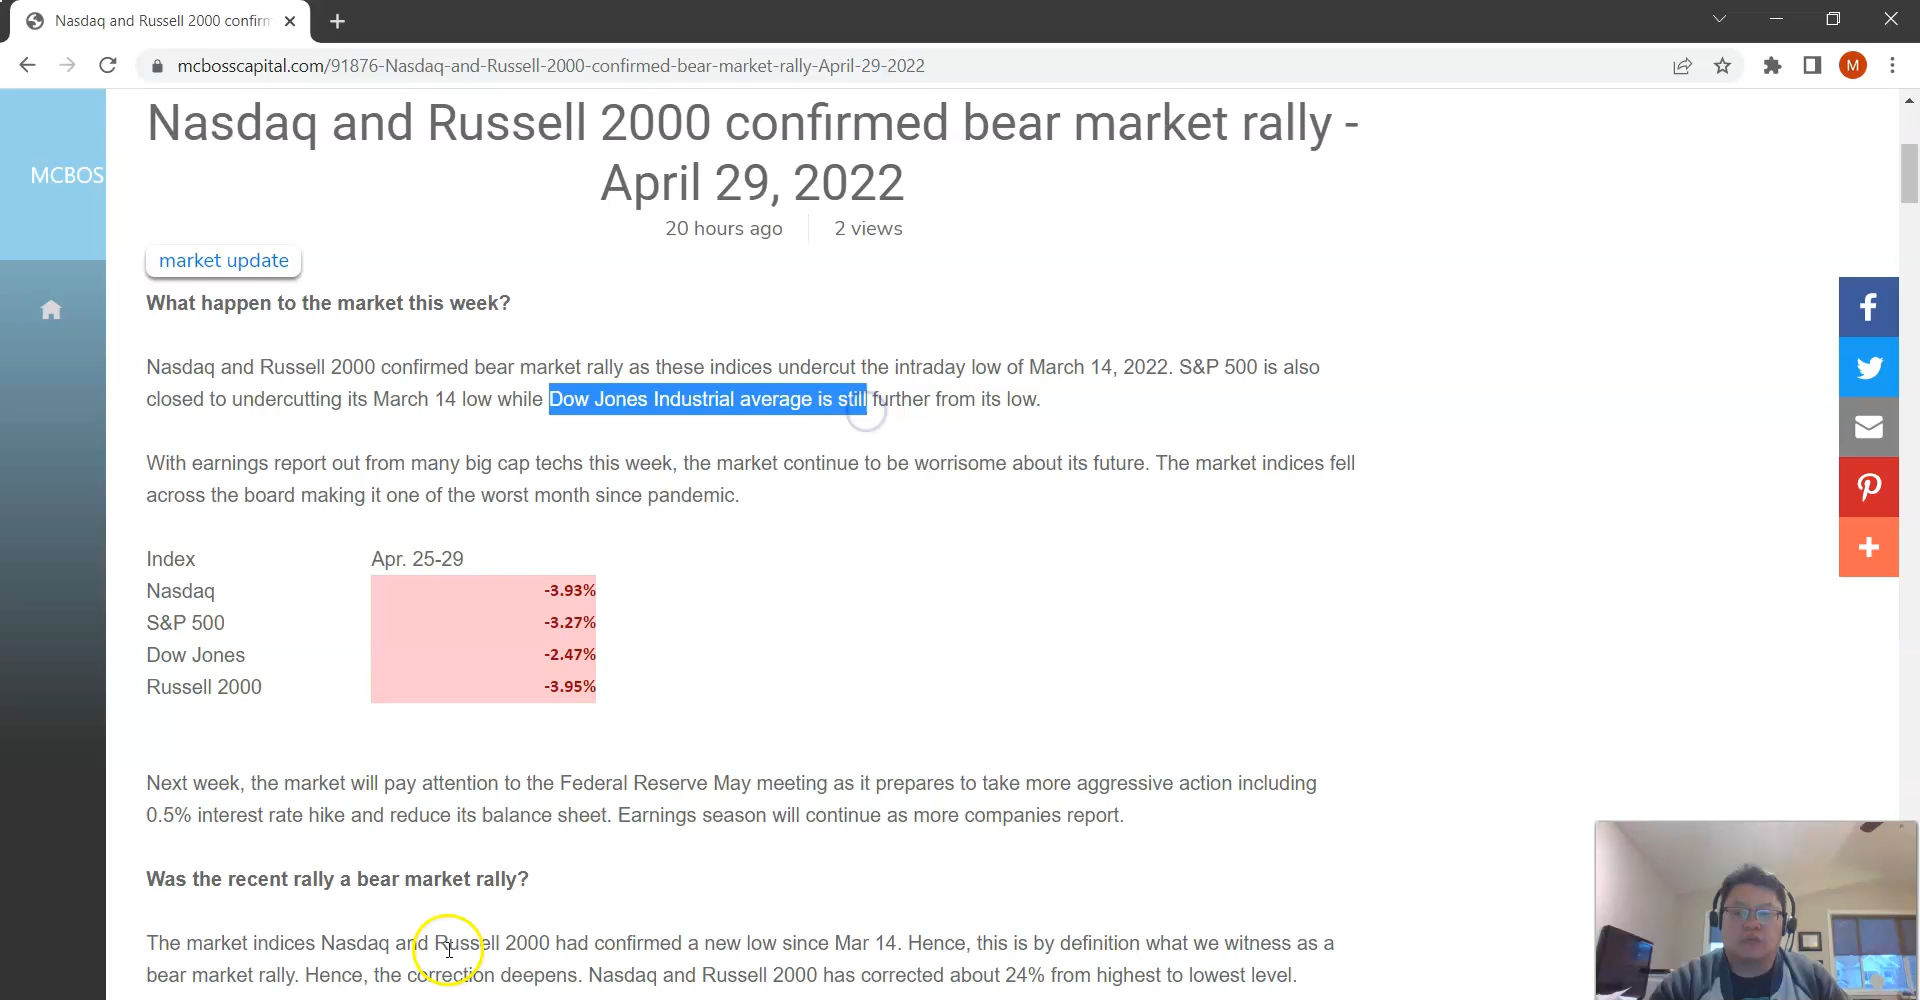 Nasdaq and Russell 2000 confirm
mcbosscapital.com/91876-Nasdaq-and-Russell-2000-confirmed-bear-market-rally-April-29-2022
M
MCBOS
Nasdaq and Russell 2000 confirmed bear market rally -
April 29, 2022
20 hours ago
2 views
market update
What happen to the market this week?
Nasdaq and Russell 2000 confirmed bear market rally as these indices undercut the intraday low of March 14, 2022. S&P 500 is also
closed to undercutting its March 14 low while Dow Jones Industrial average is still further from its low.
With earnings report out from many big cap techs this week, the market continue to be worrisome about its future. The market indices fell
across the board making it one of the worst month since pandemic.
Index Apr. 25-29
Nasdaq -3.93%
S&P 500 -3.27%
Dow Jones -2.47%
Russell 2000 -3.95%
Next week, the market will pay attention to the Federal Reserve May meeting as it prepares to take more aggressive action including
0.5% interest rate hike and reduce its balance sheet. Earnings season will continue as more companies report.
Was the recent rally a bear market rally?
The market indices Nasdaq and Russell 2000 had confirmed a new low since Mar 14. Hence, this is by definition what we witness as a
bear market rally. Hence, the correction deepens. Nasdaq and Russell 2000 has corrected about 24% from highest to lowest level.